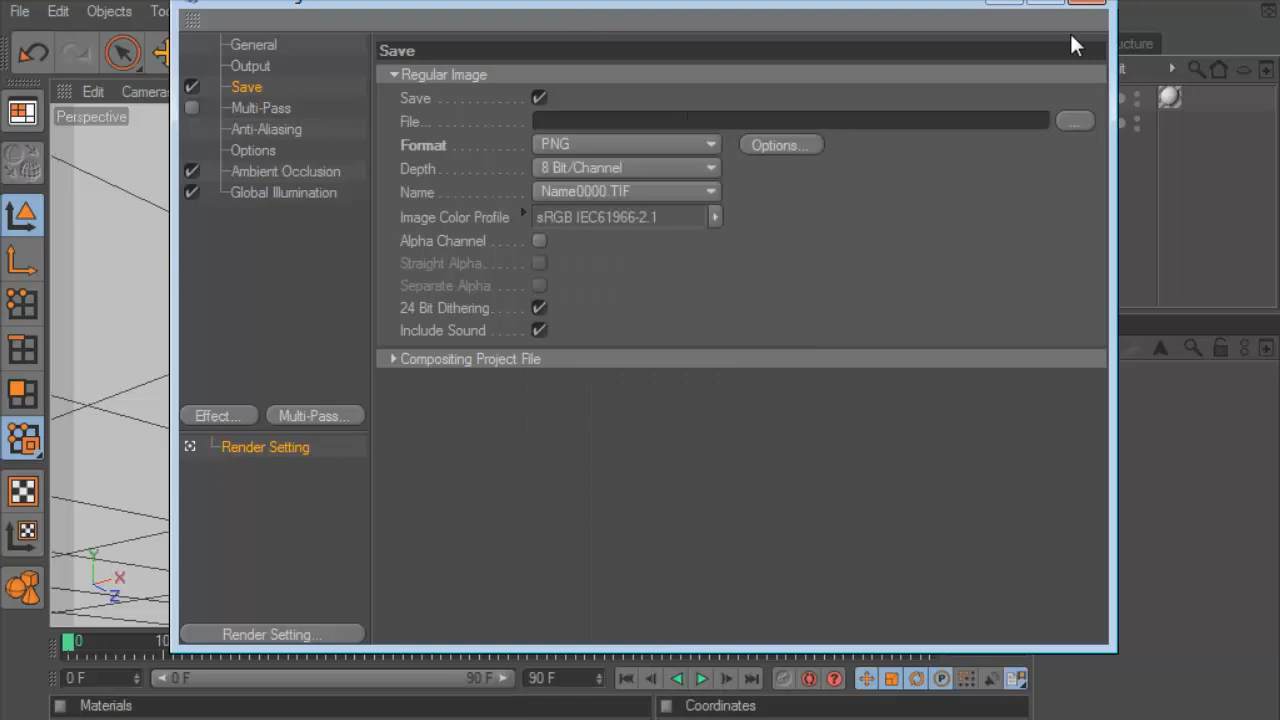 File Edit Objects
General
Output
Save
Multi-Pass
Anti-Aliasing
Options
Ambient Occlusion
Global Illumination
Effect... Multi-Pass...
Render Setting
Render Setting...
Save
Regular Image
Save
File...
Format PNG Options...
Depth 8 Bit/Channel
Name Name0000.TIF
Image Color Profile sRGB IEC61966-2.1
Alpha Channel
Straight Alpha
Separate Alpha
24 Bit Dithering
Include Sound
Compositing Project File
Edit Cameras
Perspective
Y
X
Z
0
0 F 0 F 90 F 90 F
P
Materials Coordinates